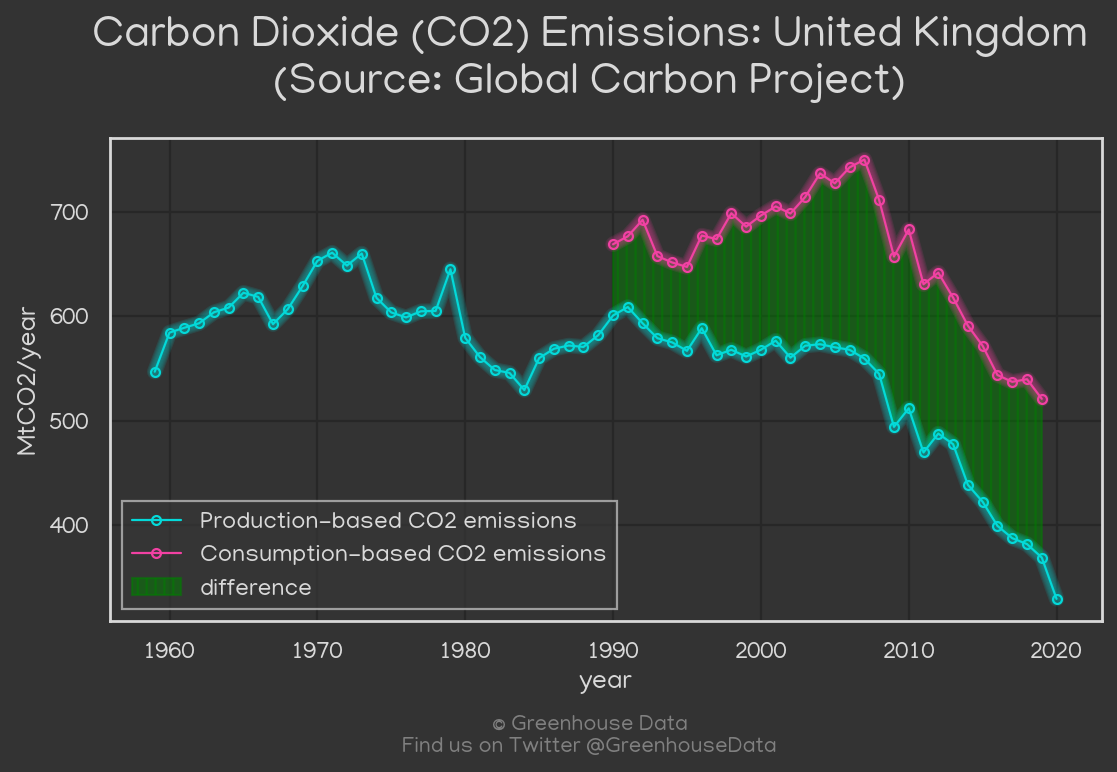 Carbon Dioxide (CO2) Emissions: United Kingdom
(Source: Global Carbon Project)
MtCO2/year
700
600
500
400
Production-based CO2 emissions
Consumption-based CO2 emissions
difference
1960 1970 1980 1990 2000 2010 2020
year
© Greenhouse Data
Find us on Twitter @GreenhouseData